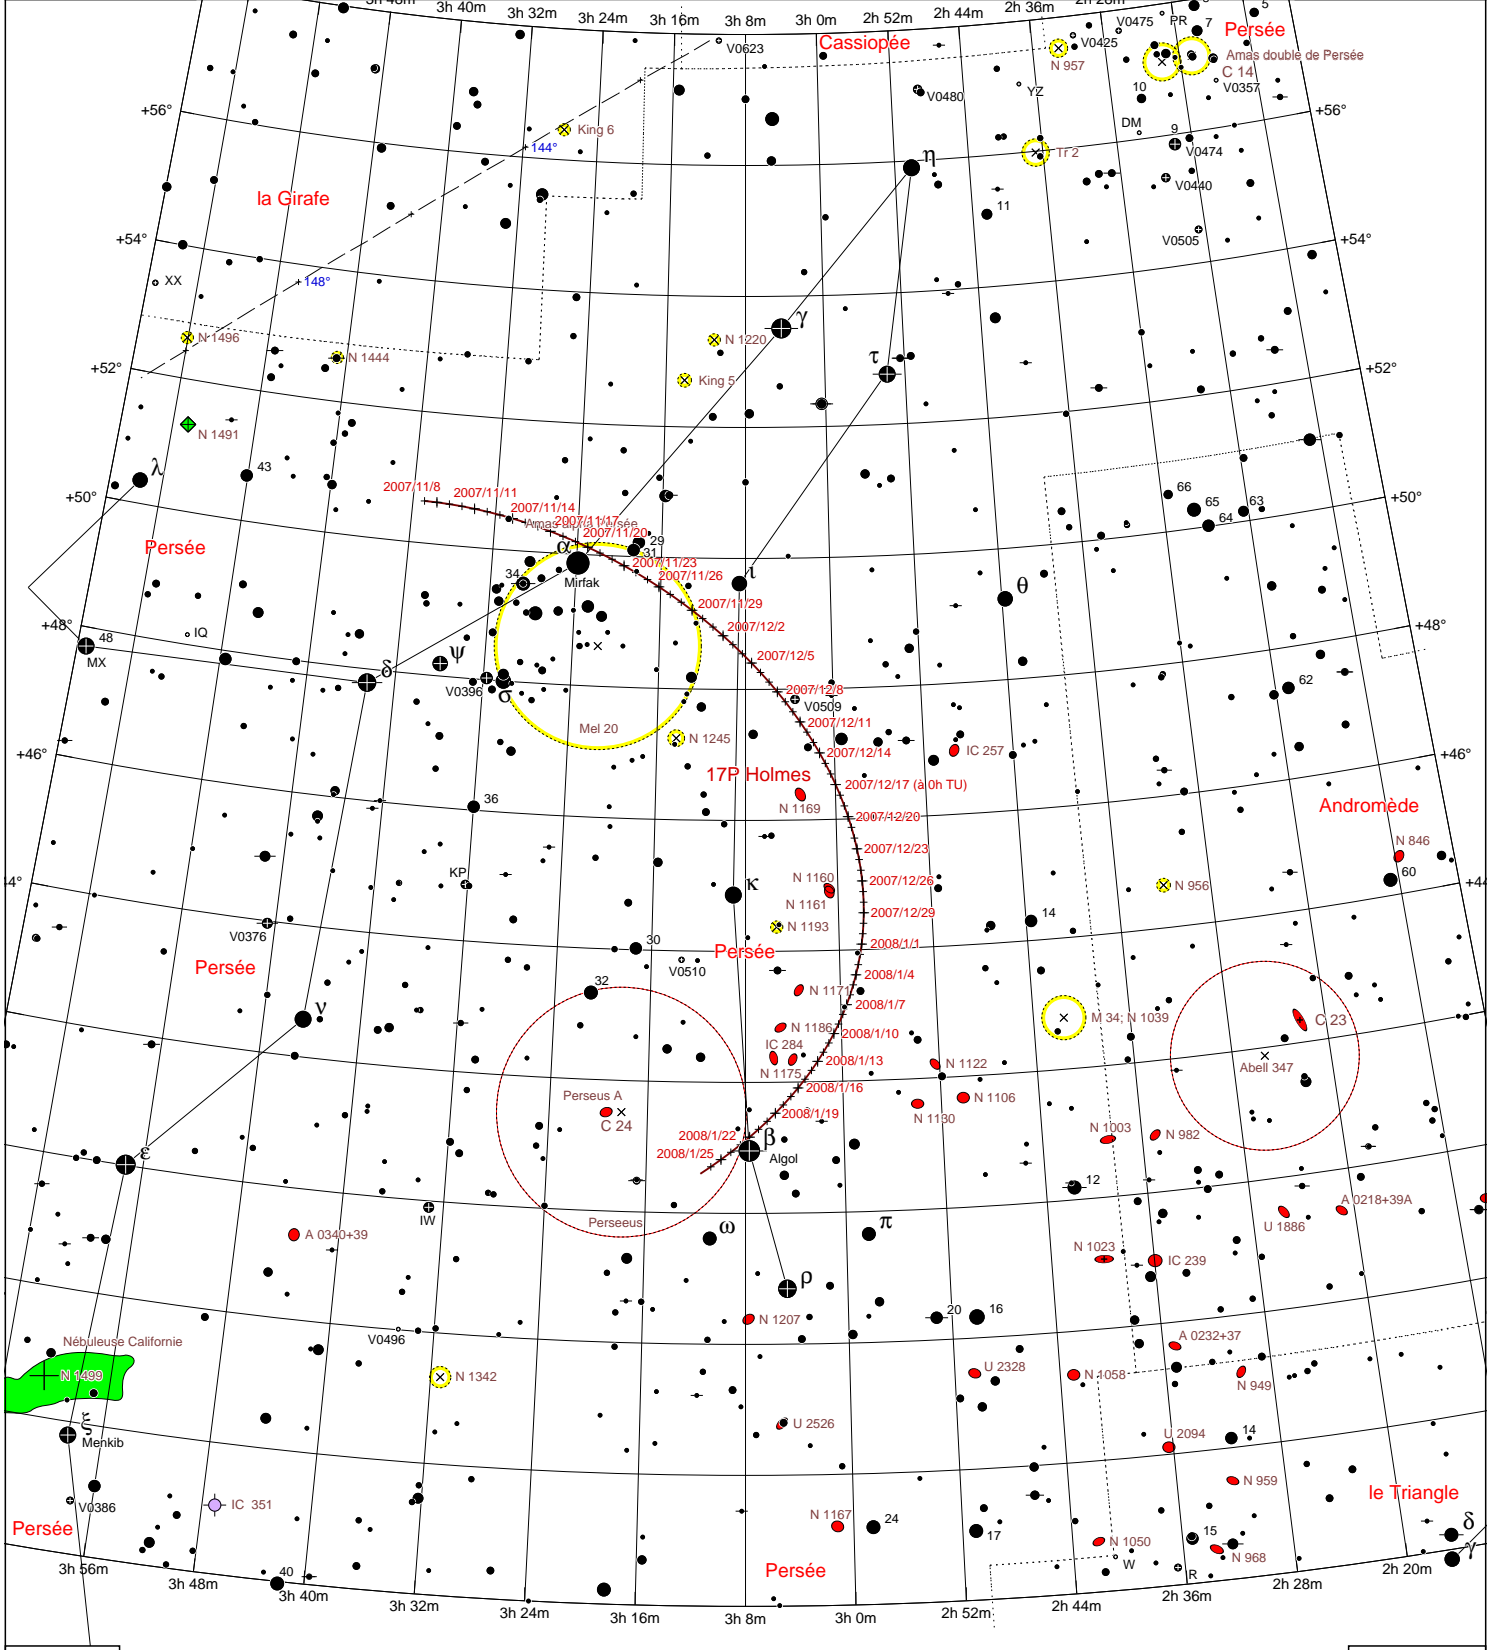 3h 40m
3h 32m
3h 24m
3h 16m
3h 8m
3h 0m
2h 52m
2h 44m
2h 36m
V0475
PR
7
5
Persée
V0623
Cassiopée
V0425
N 957
Amas double de Persée
C 14
V0357
YZ
V0480
10
+56°
+56°
King 6
144°
DM
9
V0474
Tr 2
η
V0440
la Girafe
11
+54°
V0505
+54°
XX
148°
γ
N 1496
N 1444
N 1220
τ
+52°
+52°
King 5
N 1491
λ
43
+50°
+50°
2007/11/8
2007/11/11
2007/11/14
2007/11/17
Amas alpha Persée
2007/11/20
66
65
63
64
Persée
α
29
31
2007/11/23
Mirfak
2007/11/26
34
ι
θ
2007/11/29
+48°
+48°
IQ
48
MX
2007/12/2
ψ
2007/12/5
δ
V0396
σ
2007/12/8
V0509
62
Mel 20
2007/12/11
N 1245
+46°
+46°
2007/12/14
IC 257
17P Holmes
2007/12/17 (à 0h TU)
N 1169
36
2007/12/20
Andromède
N 846
2007/12/23
KP
κ
N 1160
N 1161
2007/12/26
N 956
60
2007/12/29
14
V0376
N 1193
30
Persée
2008/1/1
Persée
V0510
2008/1/4
32
N 1171
2008/1/7
ν
M 34; N 1039
C 23
N 1186
2008/1/10
IC 284
N 1175
2008/1/13
N 1122
Abell 347
2008/1/16
N 1106
Perseus A
C 24
2008/1/19
N 1130
N 1003
N 982
2008/1/22
β
2008/1/25
Algol
ε
12
IW
A 0218+39A
U 1886
Perseeus
ω
π
A 0340+39
N 1023
IC 239
ρ
N 1207
20
16
V0496
Nébuleuse Californie
N 1499
A 0232+37
N 1342
U 2328
N 1058
N 949
ξ
Menkib
U 2526
U 2094
14
V0386
IC 351
N 959
le Triangle
Persée
N 1167
24
17
15
δ
N 1050
N 968
γ
W
R
3h 56m
3h 48m
40
3h 40m
Persée
3h 32m
3h 24m
3h 16m
3h 8m
3h 0m
2h 52m
2h 44m
2h 36m
2h 28m
2h 20m